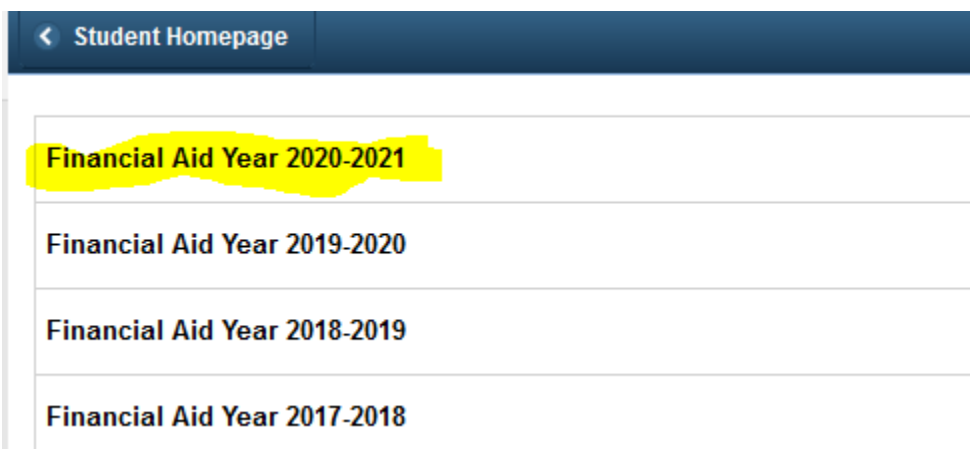 Student Homepage
Financial Aid Year 2020-2021
Financial Aid Year 2019-2020
Financial Aid Year 2018-2019
Financial Aid Year 2017-2018